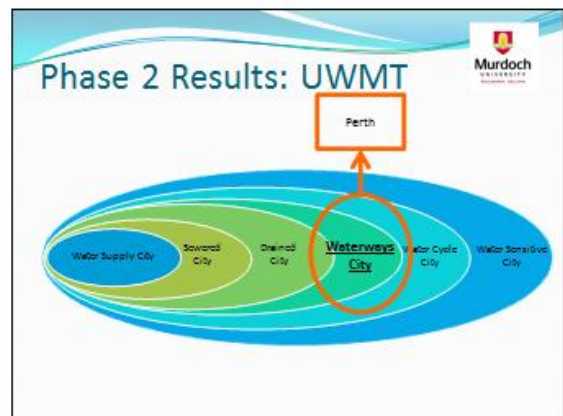 Phase 2 Results: UWMT
Murdoch
UNIVERSITY
Perth
Water Supply City
Sewered
City
Drained
City
Waterways
City
Water Cycle
City
Water Sensitive
City